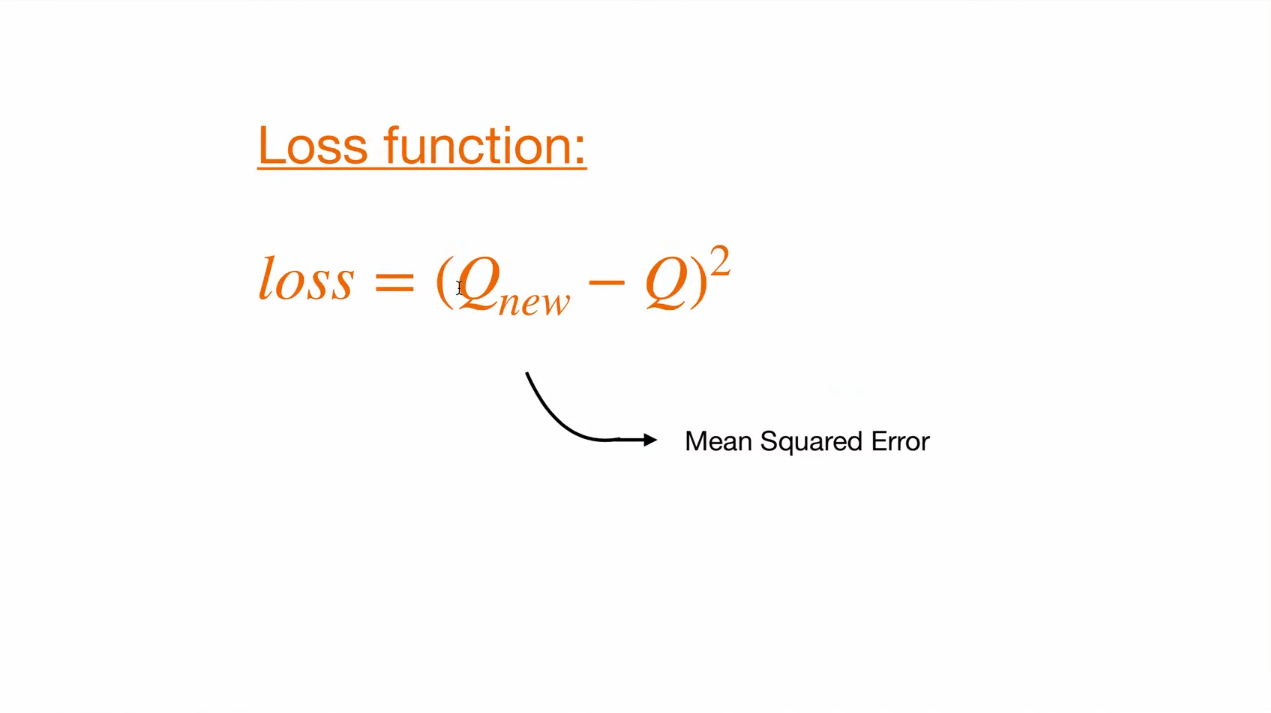 Loss function:
loss = (Q_new − Q)²
Mean Squared Error